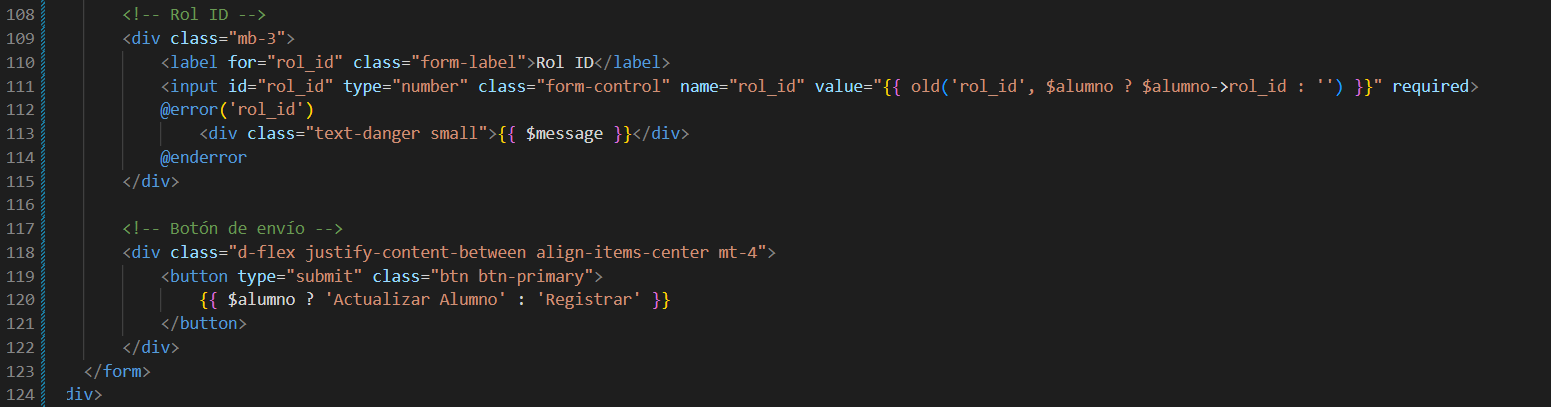 108 <!-- Rol ID -->
109 <div class="mb-3">
110 <label for="rol_id" class="form-label">Rol ID</label>
111 <input id="rol_id" type="number" class="form-control" name="rol_id" value="{{ old('rol_id', $alumno ? $alumno->rol_id : '') }}" required>
112 @error('rol_id')
113 <div class="text-danger small">{{ $message }}</div>
114 @enderror
115 </div>
116
117 <!-- Botón de envío -->
118 <div class="d-flex justify-content-between align-items-center mt-4">
119 <button type="submit" class="btn btn-primary">
120 {{ $alumno ? 'Actualizar Alumno' : 'Registrar' }}
121 </button>
122 </div>
123 </form>
124 div>